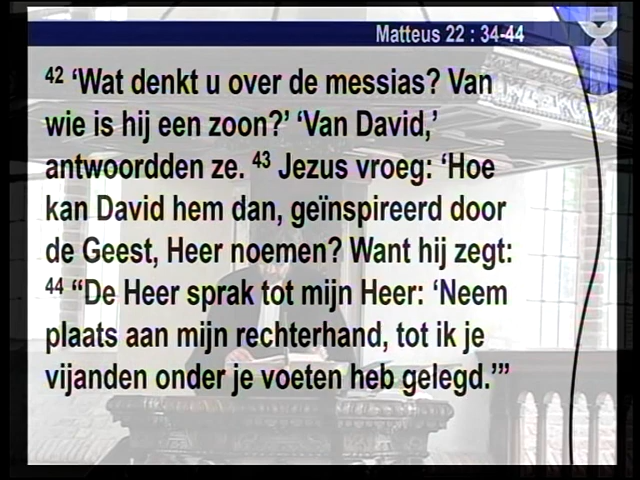 Matteus 22 : 34-44
42 ‘Wat denkt u over de messias? Van
wie is hij een zoon?’ ‘Van David,’
antwoordden ze. 43 Jezus vroeg: ‘Hoe
kan David hem dan, geïnspireerd door
de Geest, Heer noemen? Want hij zegt:
44 “De Heer sprak tot mijn Heer: ‘Neem
plaats aan mijn rechterhand, tot ik je
vijanden onder je voeten heb gelegd.’”